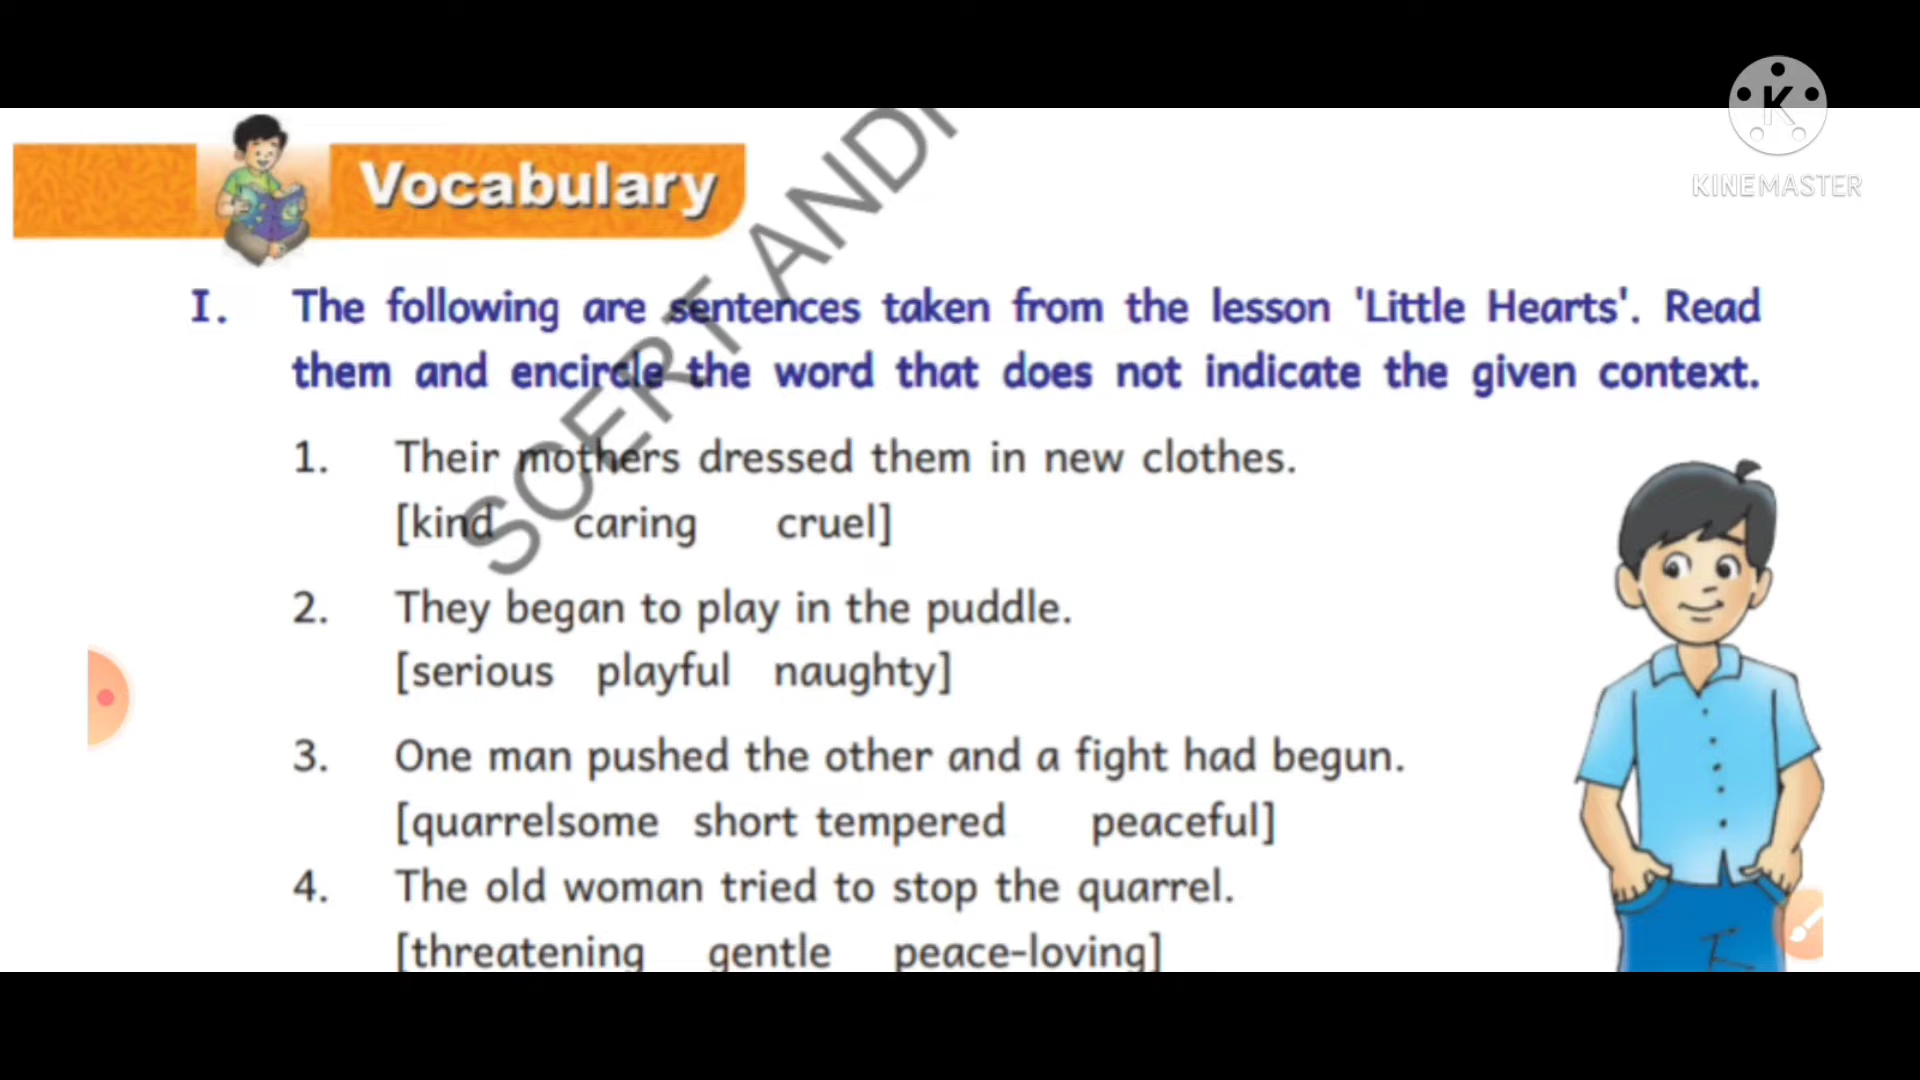 K
KINEMASTER
Vocabulary
SCERT ANDH
I. The following are sentences taken from the lesson 'Little Hearts'. Read
them and encircle the word that does not indicate the given context.
1. Their mothers dressed them in new clothes.
[kind caring cruel]
2. They began to play in the puddle.
[serious playful naughty]
3. One man pushed the other and a fight had begun.
[quarrelsome short tempered peaceful]
4. The old woman tried to stop the quarrel.
[threatening gentle peace-loving]